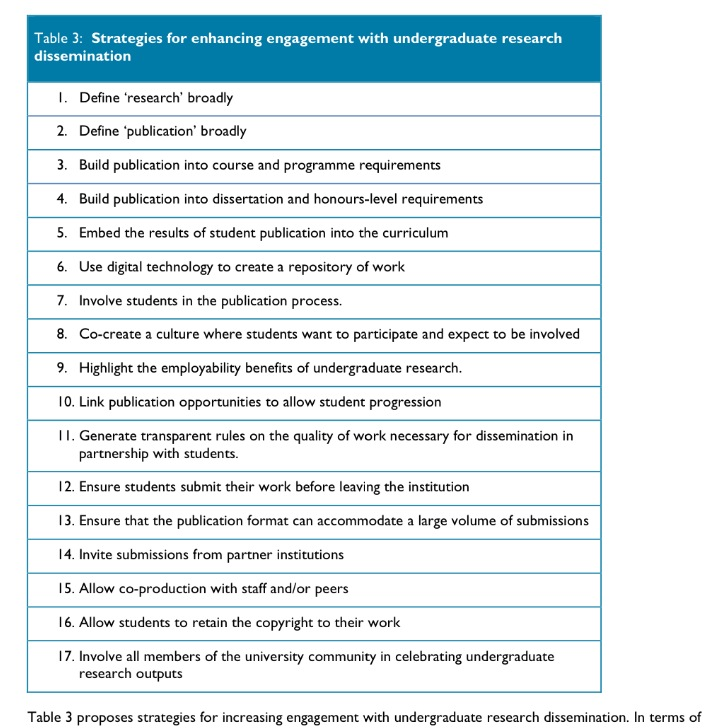 Table 3: Strategies for enhancing engagement with undergraduate research
dissemination
1. Define ‘research’ broadly
2. Define ‘publication’ broadly
3. Build publication into course and programme requirements
4. Build publication into dissertation and honours-level requirements
5. Embed the results of student publication into the curriculum
6. Use digital technology to create a repository of work
7. Involve students in the publication process.
8. Co-create a culture where students want to participate and expect to be involved
9. Highlight the employability benefits of undergraduate research.
10. Link publication opportunities to allow student progression
11. Generate transparent rules on the quality of work necessary for dissemination in
partnership with students.
12. Ensure students submit their work before leaving the institution
13. Ensure that the publication format can accommodate a large volume of submissions
14. Invite submissions from partner institutions
15. Allow co-production with staff and/or peers
16. Allow students to retain the copyright to their work
17. Involve all members of the university community in celebrating undergraduate
research outputs
Table 3 proposes strategies for increasing engagement with undergraduate research dissemination. In terms of